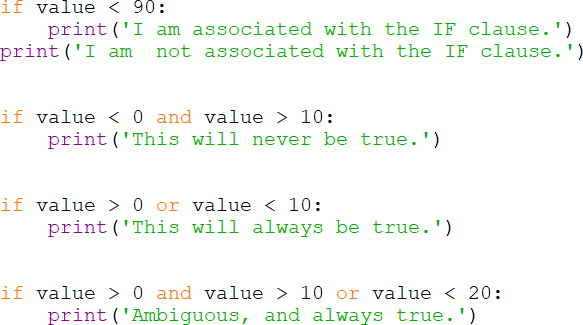 if value < 90:
    print('I am associated with the IF clause.')
print('I am  not associated with the IF clause.')
if value < 0 and value > 10:
    print('This will never be true.')
if value > 0 or value < 10:
    print('This will always be true.')
if value > 0 and value > 10 or value < 20:
    print('Ambiguous, and always true.')